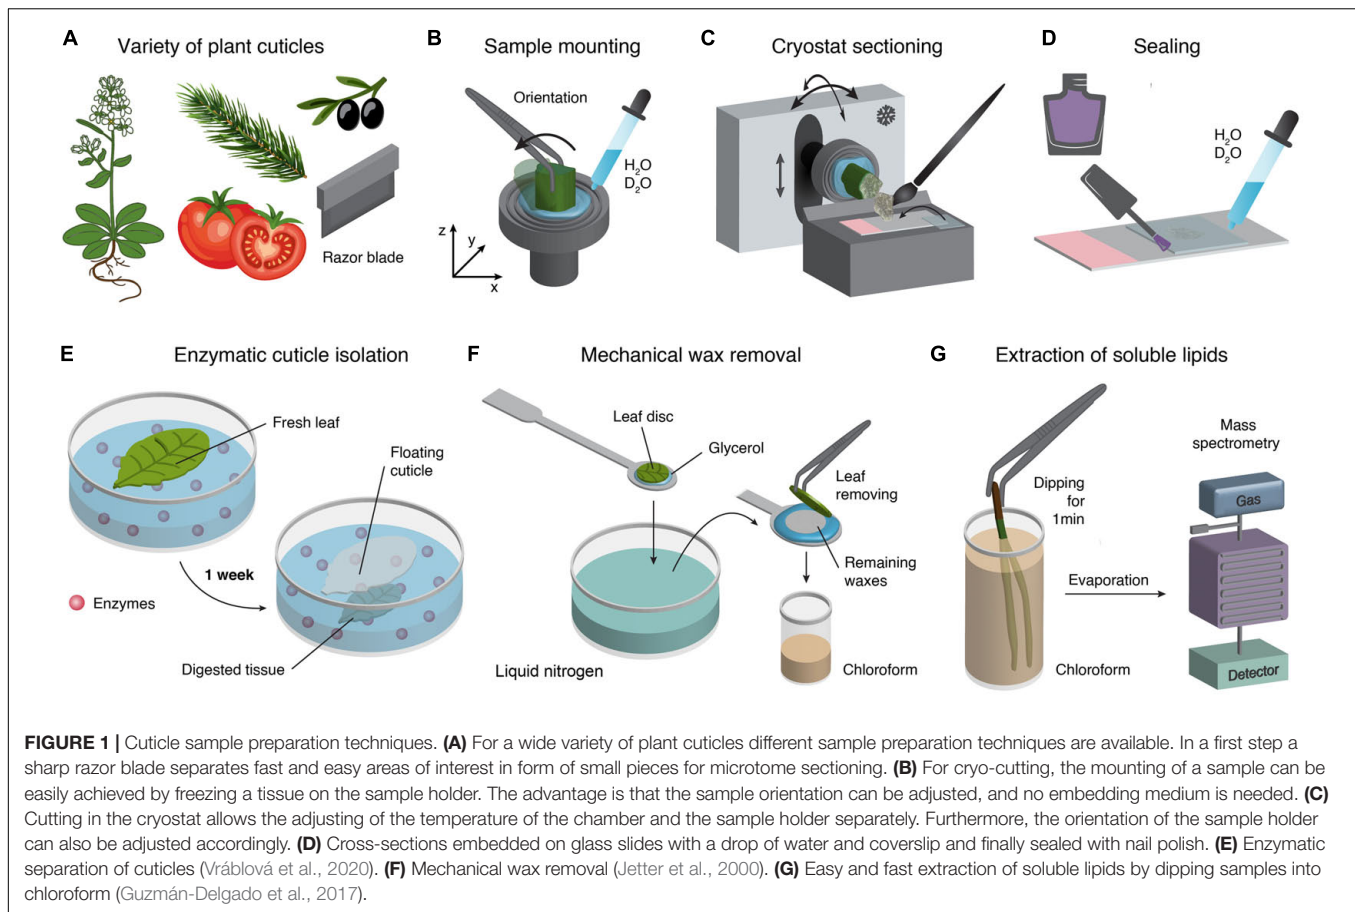 A Variety of plant cuticles
Razor blade
B Sample mounting
Orientation
H₂O
D₂O
z
y
x
C Cryostat sectioning
D Sealing
H₂O
D₂O
E Enzymatic cuticle isolation
Fresh leaf
Floating
cuticle
1 week
Enzymes
Digested tissue
F Mechanical wax removal
Leaf disc
Glycerol
Leaf
removing
Remaining
waxes
Liquid nitrogen
Chloroform
G Extraction of soluble lipids
Dipping
for
1min
Evaporation
Chloroform
Mass
spectrometry
Gas
Detector
FIGURE 1 | Cuticle sample preparation techniques. (A) For a wide variety of plant cuticles different sample preparation techniques are available. In a first step a
sharp razor blade separates fast and easy areas of interest in form of small pieces for microtome sectioning. (B) For cryo-cutting, the mounting of a sample can be
easily achieved by freezing a tissue on the sample holder. The advantage is that the sample orientation can be adjusted, and no embedding medium is needed. (C)
Cutting in the cryostat allows the adjusting of the temperature of the chamber and the sample holder separately. Furthermore, the orientation of the sample holder
can also be adjusted accordingly. (D) Cross-sections embedded on glass slides with a drop of water and coverslip and finally sealed with nail polish. (E) Enzymatic
separation of cuticles (Vráblová et al., 2020). (F) Mechanical wax removal (Jetter et al., 2000). (G) Easy and fast extraction of soluble lipids by dipping samples into
chloroform (Guzmán-Delgado et al., 2017).